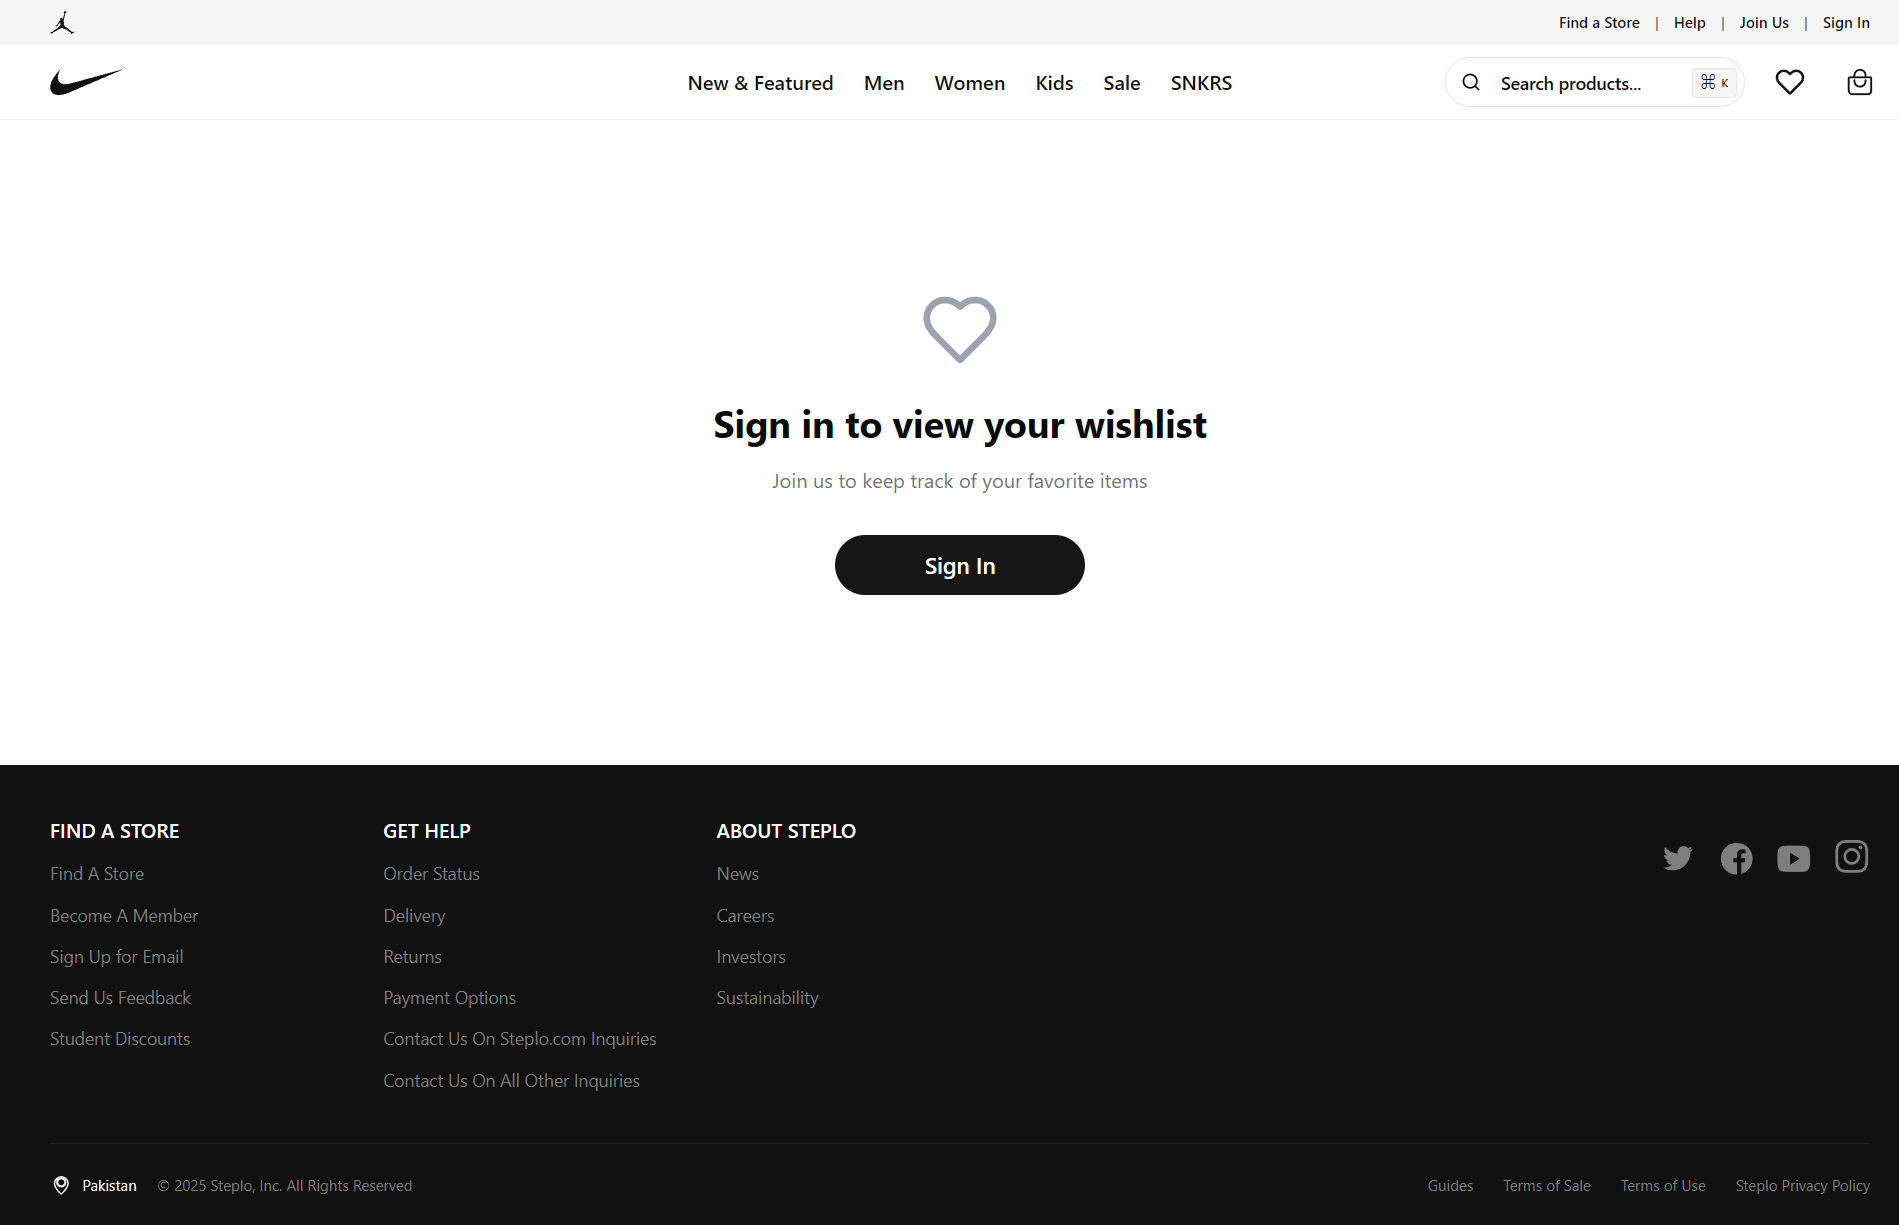 Find a Store | Help | Join Us | Sign In
New & Featured Men Women Kids Sale SNKRS Search products... ⌘ K
Sign in to view your wishlist
Join us to keep track of your favorite items
Sign In
FIND A STORE
Find A Store
Become A Member
Sign Up for Email
Send Us Feedback
Student Discounts
GET HELP
Order Status
Delivery
Returns
Payment Options
Contact Us On Steplo.com Inquiries
Contact Us On All Other Inquiries
ABOUT STEPLO
News
Careers
Investors
Sustainability
Pakistan © 2025 Steplo, Inc. All Rights Reserved
Guides Terms of Sale Terms of Use Steplo Privacy Policy